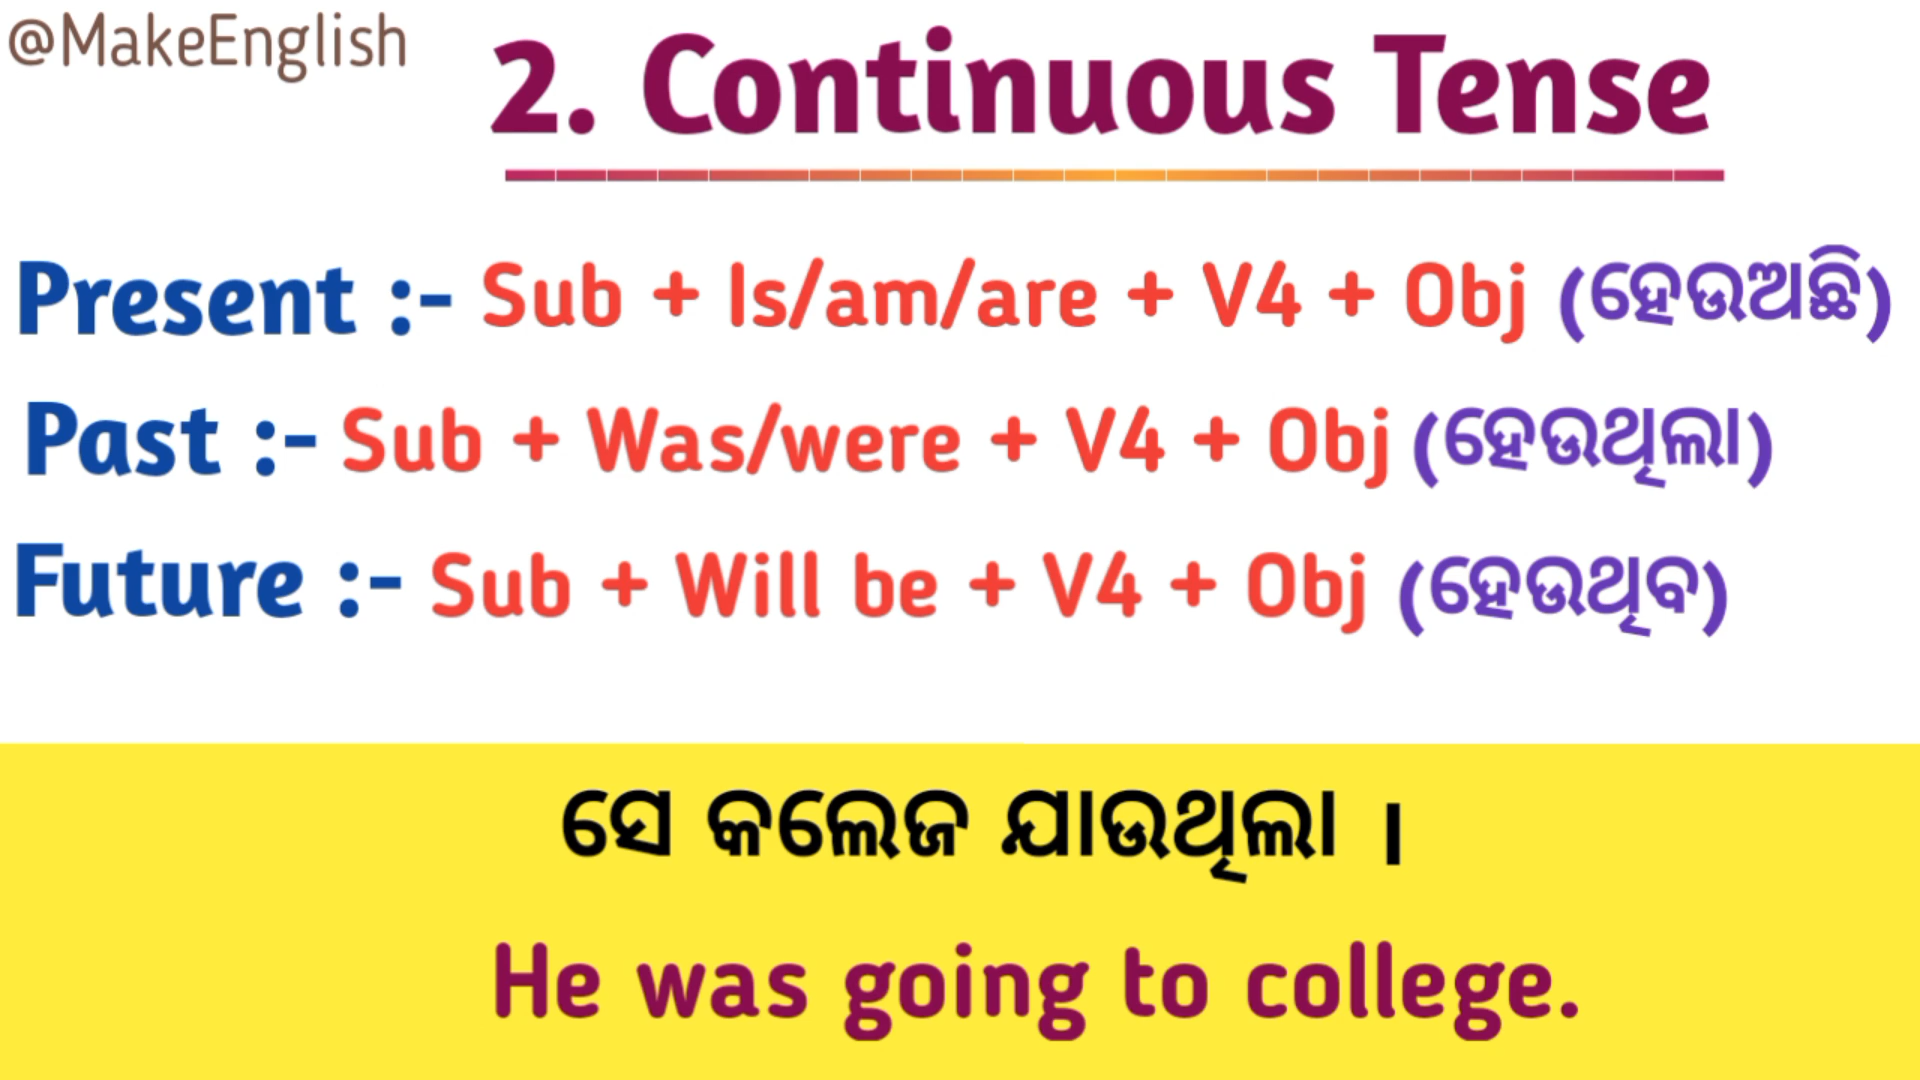 @MakeEnglish
2. Continuous Tense
Present :- Sub + Is/am/are + V4 + Obj (ହେଉଅଛି)
Past :- Sub + Was/were + V4 + Obj (ହେଉଥିଲା)
Future :- Sub + Will be + V4 + Obj (ହେଉଥିବ)
ସେ କଲେଜ ଯାଉଥିଲା ।
He was going to college.